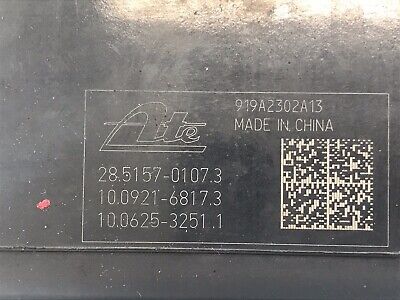 Ate
919A2302A13
MADE IN CHINA
28.5157-0107.3
10.0921-6817.3
10.0625-3251.1